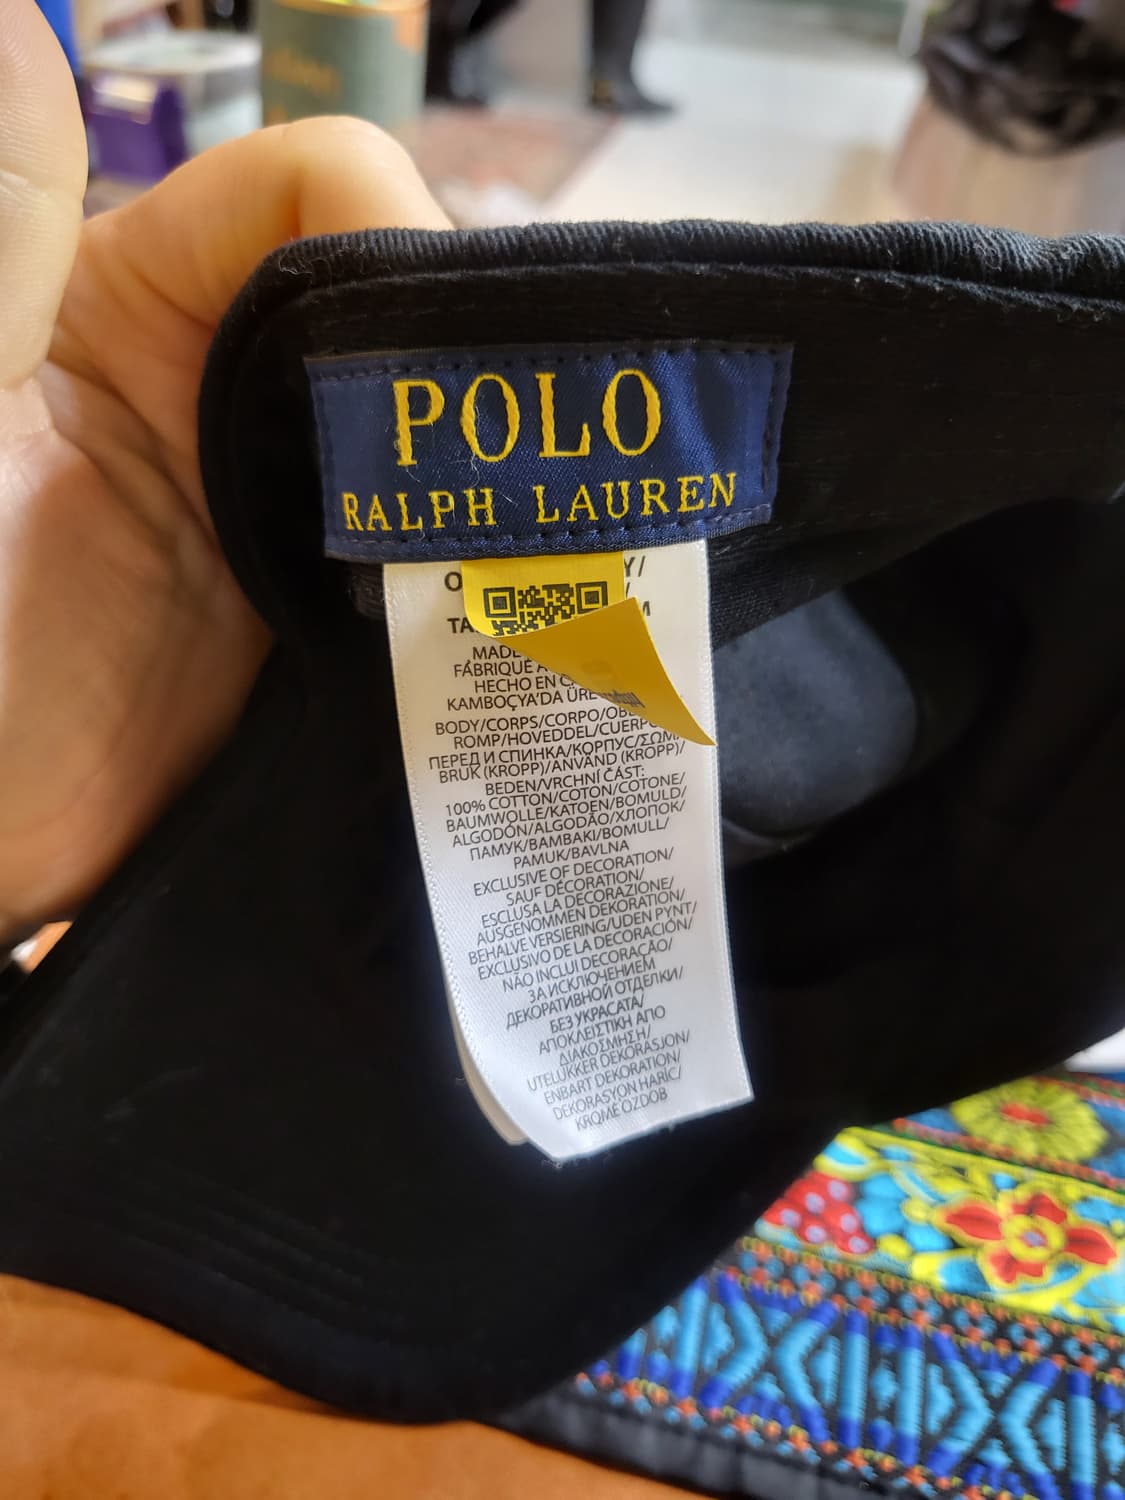 POLO
RALPH LAUREN
MADE
FABRIQUÉ A
HECHO EN
KAMBOÇYA'DA
BODY/CORPS/CORPO/
ROMP/HOVEDDEL/CUERPO
ПЕРЕД И СПИНКА/КОРПУС/ΣΩΜ
BRUK (KROPP)/ANVÄND (KROPP)/
BEDEN/VRCHNÍ ČÁST:
100% COTTON/COTON/COTONE/
BAUMWOLLE/KATOEN/BOMULD/
ALGODÓN/ALGODÃO/ХЛОПОК/
ПАМУК/BAMBAKI/BOMULL/
PAMUK/BAVLNA
EXCLUSIVE OF DECORATION/
SAUF DÉCORATION/
ESCLUSA LA DECORAZIONE/
AUSGENOMMEN DEKORATION/
BEHALVE VERSIERING/UDEN PYNT/
EXCLUSIVO DE LA DECORACIÓN/
NÃO INCLUI DECORAÇÃO/
ЗА ИСКЛЮЧЕНИЕМ
ДЕКОРАТИВНОЙ ОТДЕЛКИ/
БЕЗ УКРАСАТА/
ΑΠΟΚΛΕΙΣΤΙΚΗ ΑΠΟ
ΔΙΑΚΟΣΜΗΣΗ/
UTELUKKER DEKORASJON/
ENBART DEKORATION/
DEKORASYON HARIÇ/
KROMĚ OZDOB